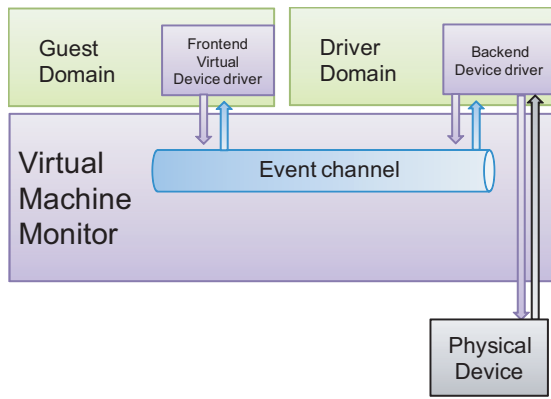 Guest
Domain
Frontend
Virtual
Device driver
Driver
Domain
Backend
Device driver
Virtual
Machine
Monitor
Event channel
Physical
Device